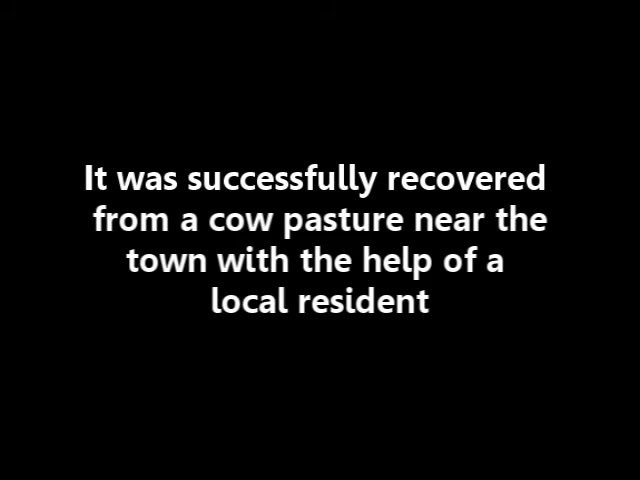 It was successfully recovered
from a cow pasture near the
town with the help of a
local resident